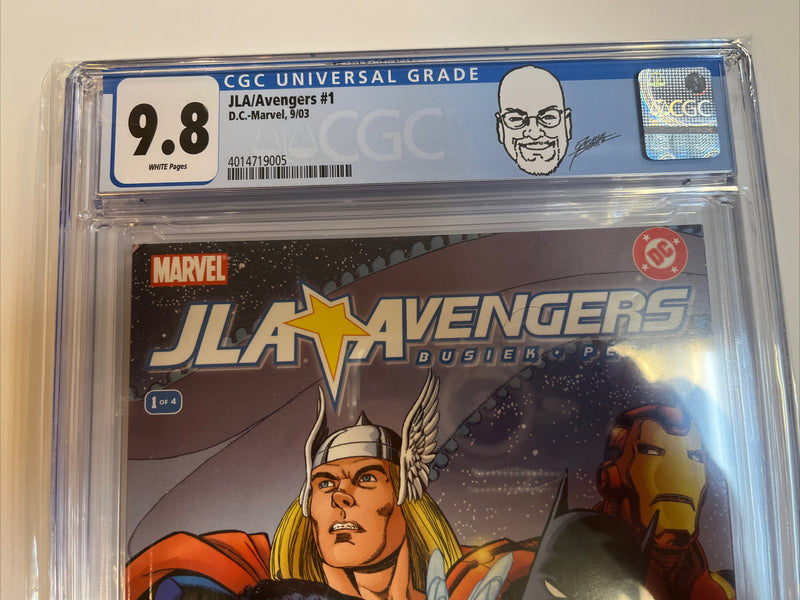 CGC UNIVERSAL GRADE
9.8
WHITE Pages
JLA/Avengers #1
D.C.-Marvel, 9/03
4014719005
CGC
CGC
MARVEL
DC
JLA AVENGERS
BUSIEK • PE
1 OF 4